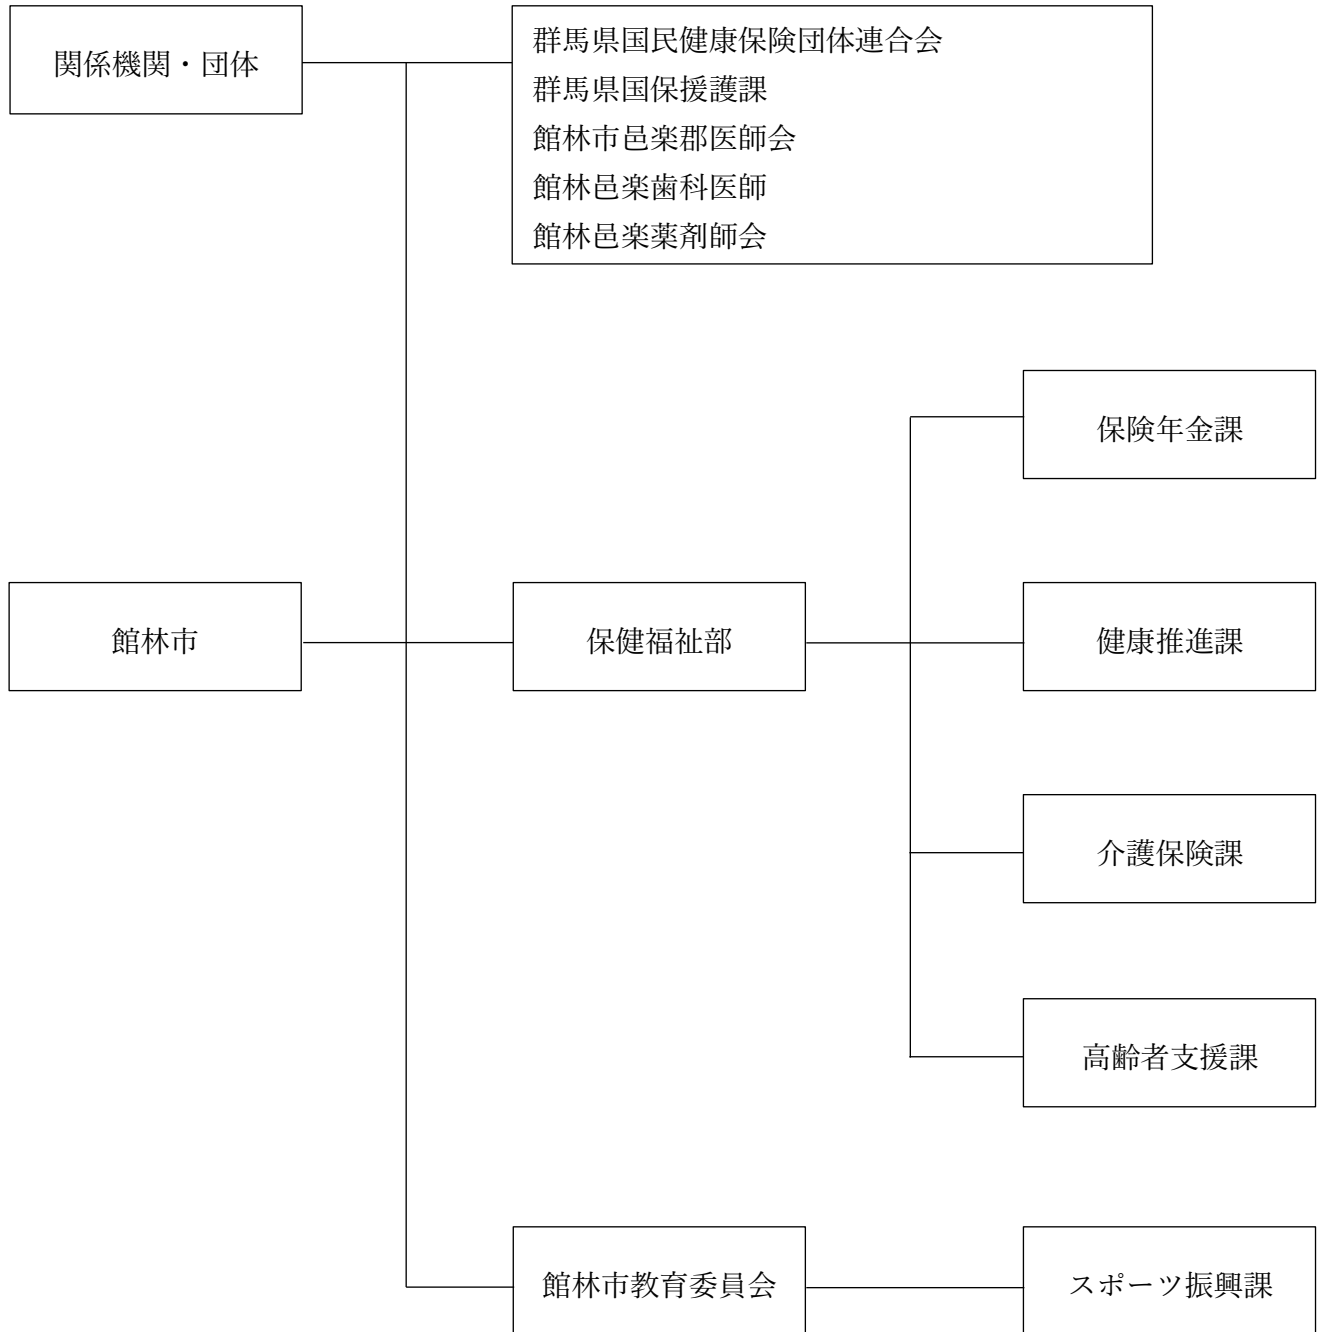 関係機関・団体
群馬県国民健康保険団体連合会
群馬県国保援護課
館林市邑楽郡医師会
館林邑楽歯科医師
館林邑楽薬剤師会
保険年金課
館林市
保健福祉部
健康推進課
介護保険課
高齢者支援課
館林市教育委員会
スポーツ振興課